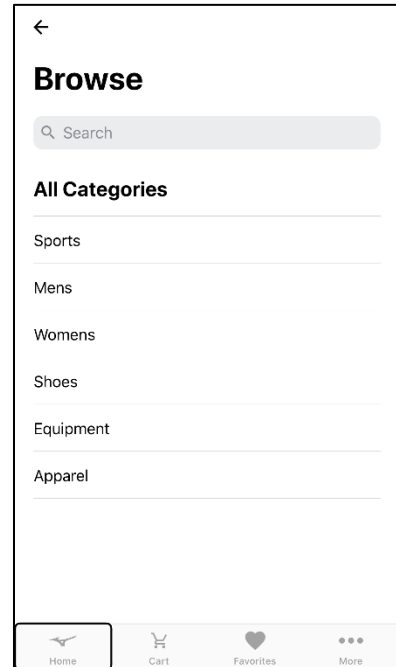 Browse
Search
All Categories
Sports
Mens
Womens
Shoes
Equipment
Apparel
Home Cart Favorites More